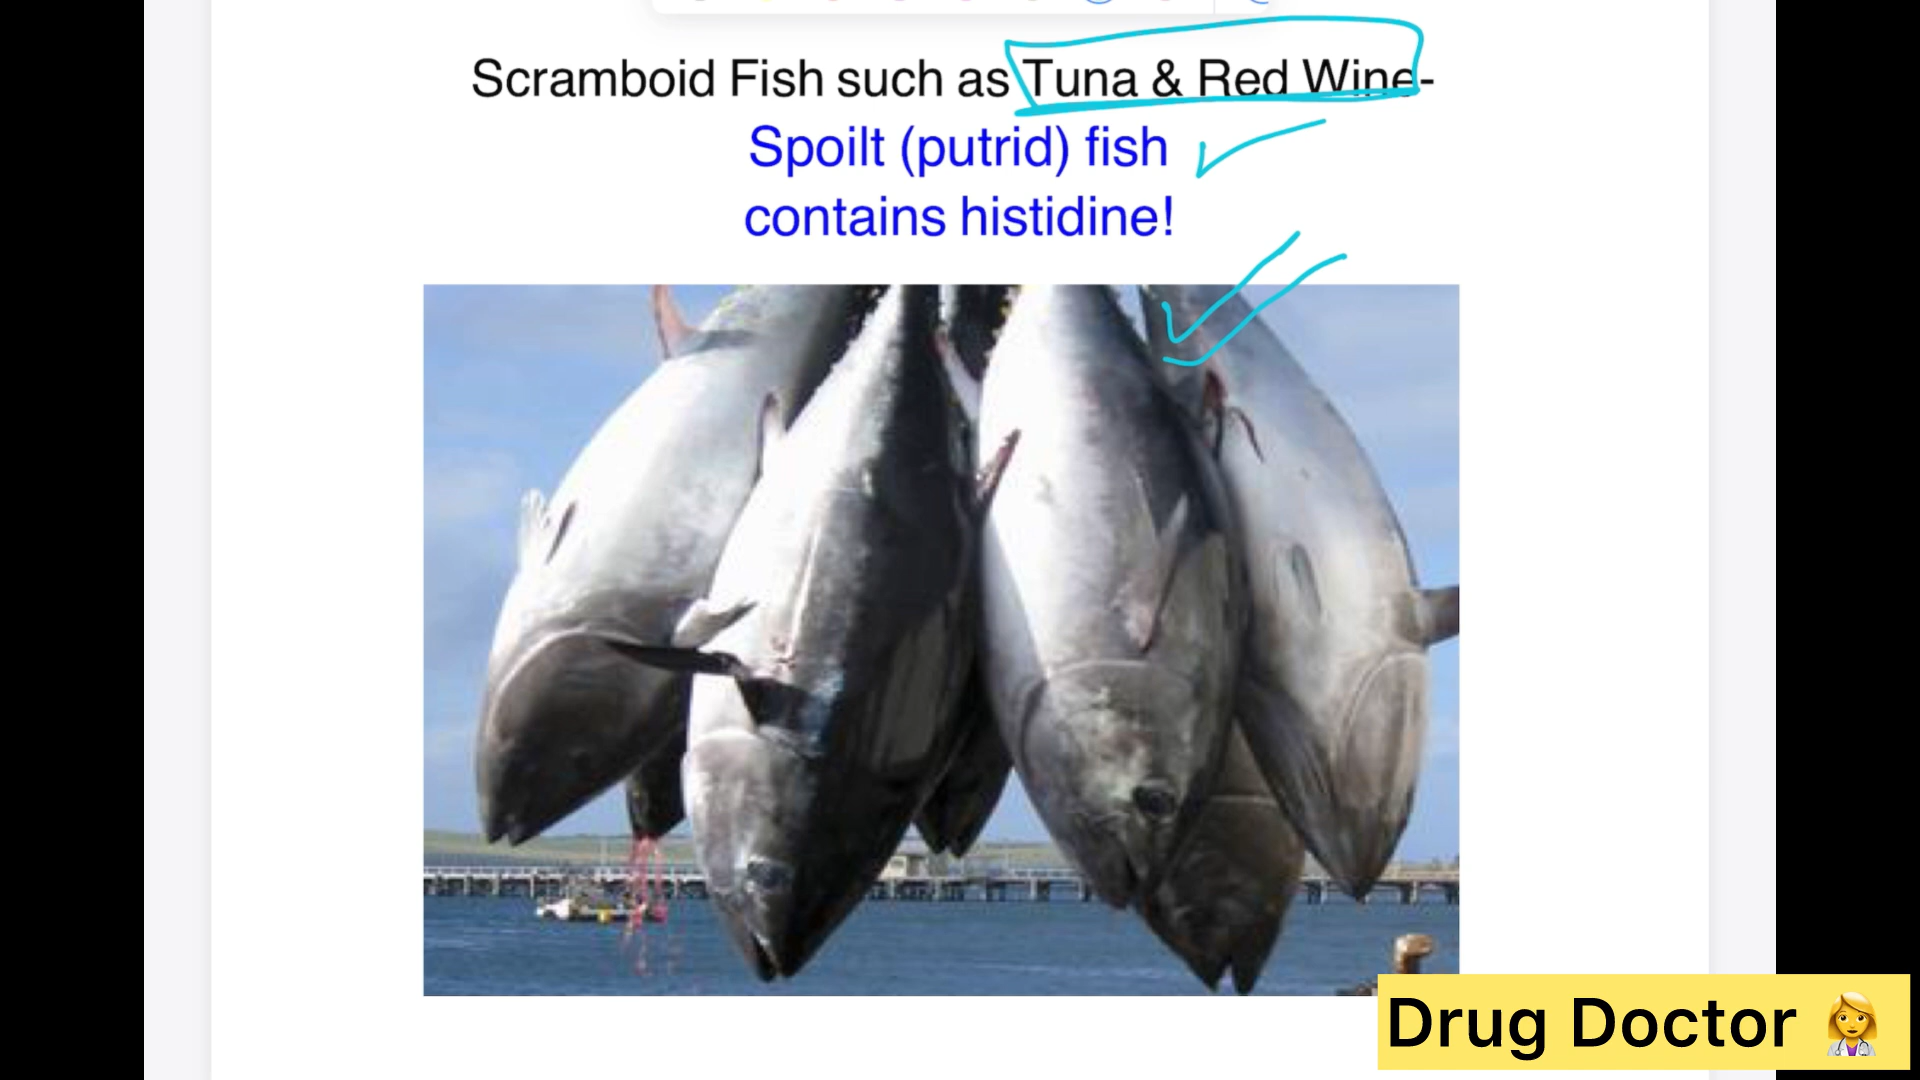 Scramboid Fish such as Tuna & Red Wine-
Spoilt (putrid) fish
contains histidine!
Drug Doctor 👩‍⚕️